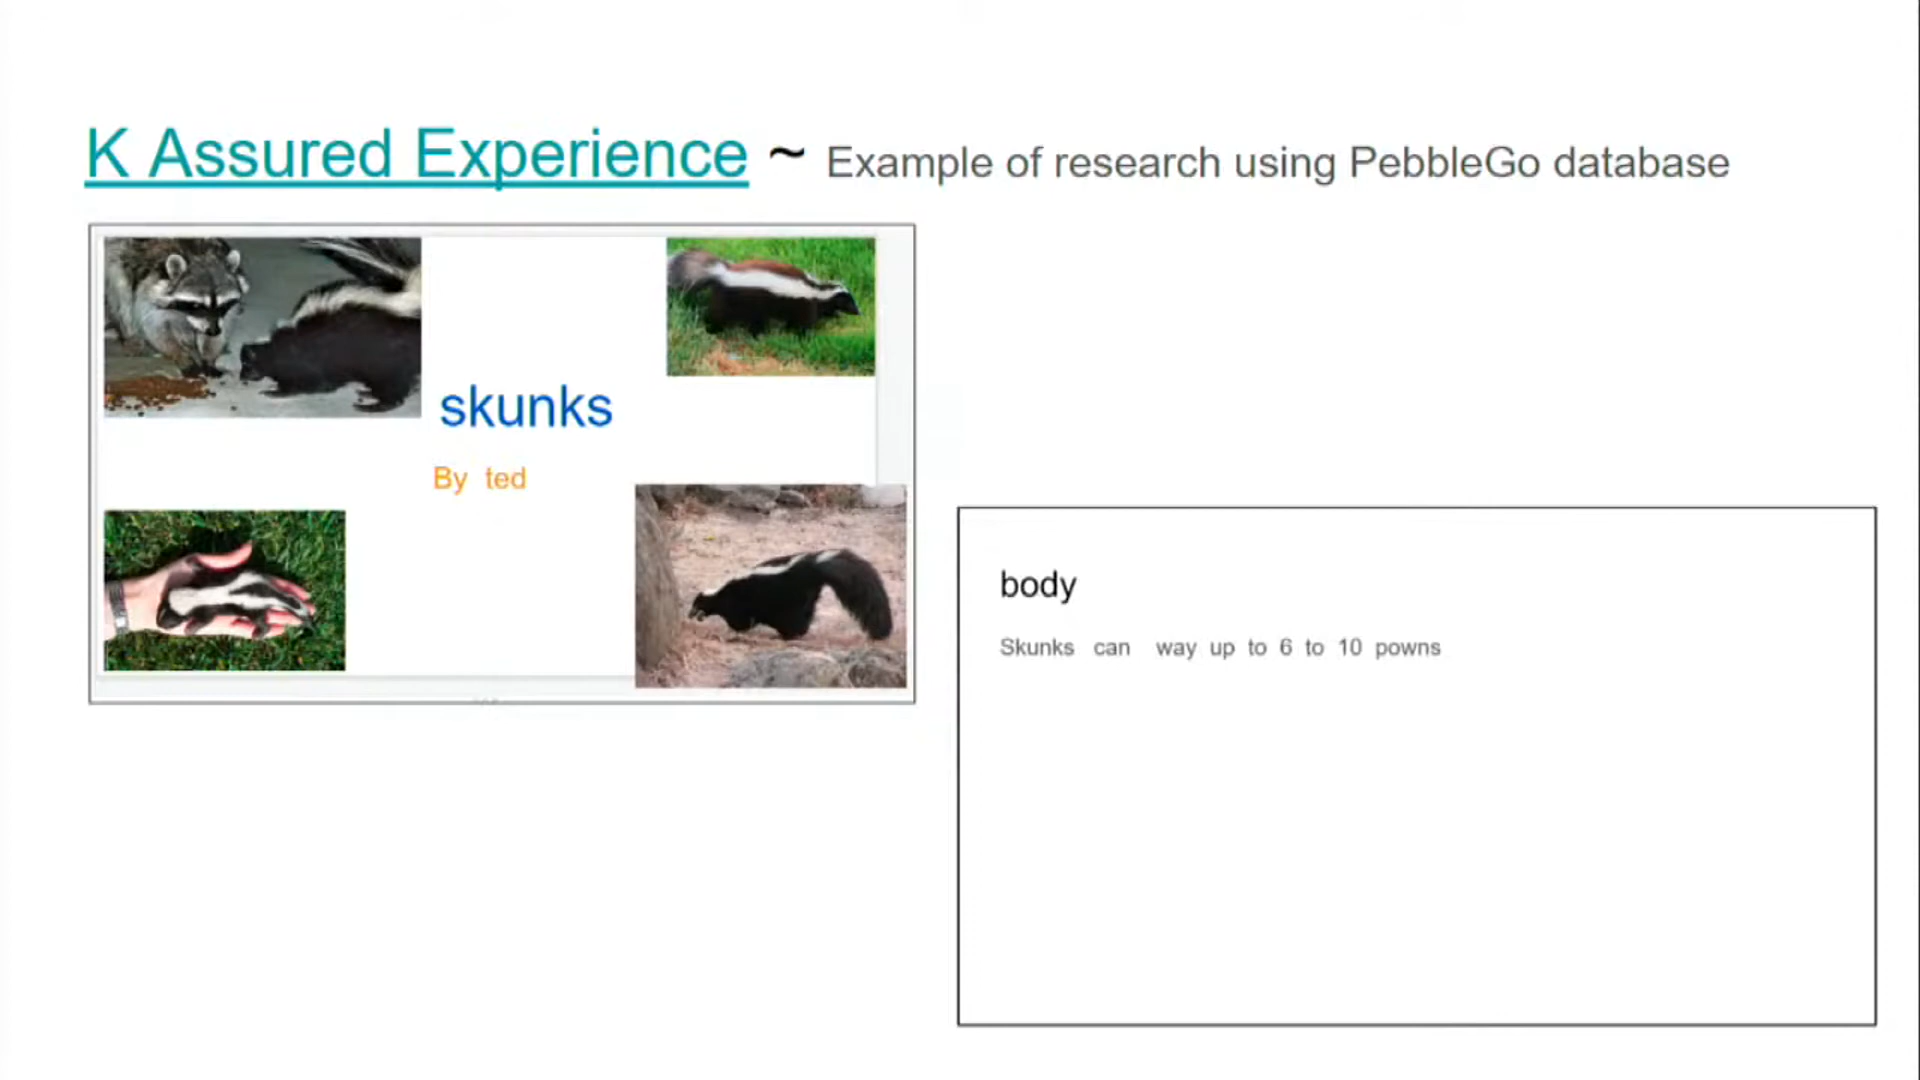 K Assured Experience ~ Example of research using PebbleGo database
skunks
By ted
body
Skunks can way up to 6 to 10 powns